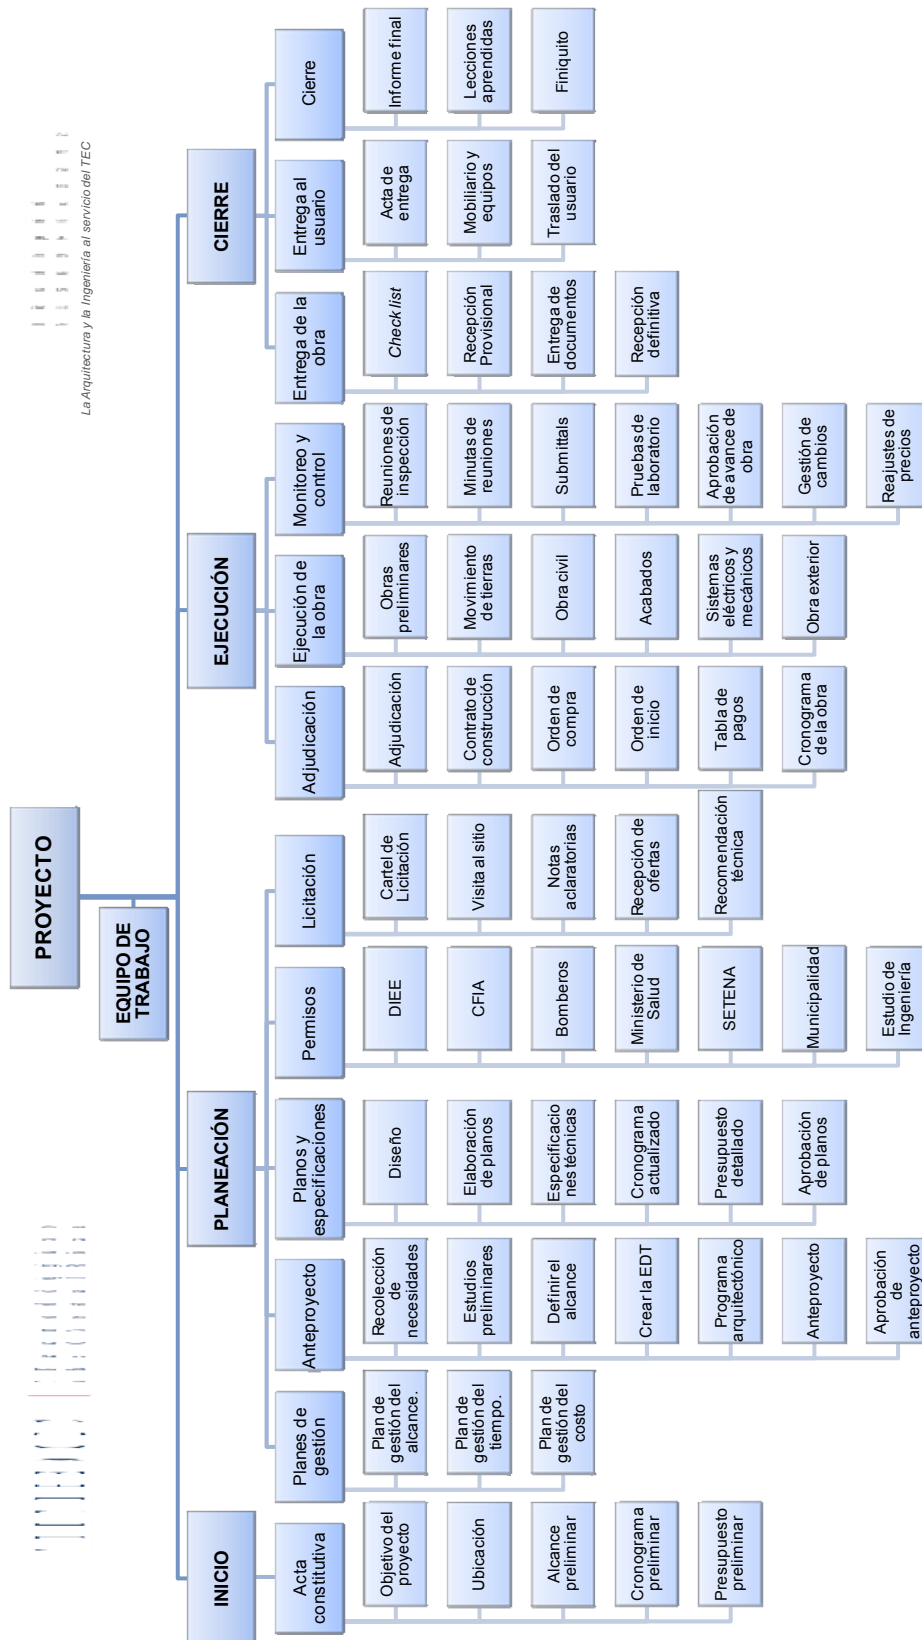 La Arquitectura y la Ingeniería al servicio del TEC
PROYECTO
EQUIPO DE
TRABAJO
INICIO
Acta
constitutiva
Objetivo del
proyecto
Ubicación
Alcance
preliminar
Cronograma
preliminar
Presupuesto
preliminar
PLANEACIÓN
Planes de
gestión
Plan de
gestión del
alcance.
Plan de
gestión del
tiempo.
Plan de
gestión del
costo
Anteproyecto
Recolección
de
necesidades
Estudios
preliminares
Definir el
alcance
Crear la EDT
Programa
arquitectónico
Anteproyecto
Aprobación
de
anteproyecto
Planos y
especificaciones
Diseño
Elaboración
de planos
Especificacio
nes técnicas
Cronograma
actualizado
Presupuesto
detallado
Aprobación
de planos
Permisos
DIEE
CFIA
Bomberos
Ministerio de
Salud
SETENA
Municipalidad
Estudio de
Ingeniería
Licitación
Cartel de
Licitación
Visita al sitio
Notas
aclaratorias
Recepción de
ofertas
Recomendación
técnica
EJECUCIÓN
Adjudicación
Adjudicación
Contrato de
construcción
Orden de
compra
Orden de
inicio
Tabla de
pagos
Cronograma
de la obra
Ejecución de
la obra
Obras
preliminares
Movimiento
de tierras
Obra civil
Acabados
Sistemas
eléctricos y
mecánicos
Obra exterior
Monitoreo y
control
Reuniones de
inspección
Minutas de
reuniones
Submittals
Pruebas de
laboratorio
Aprobación
de avance de
obra
Gestión de
cambios
Reajustes de
precios
CIERRE
Entrega de la
obra
Check list
Recepción
Provisional
Entrega de
documentos
Recepción
definitiva
Entrega al
usuario
Acta de
entrega
Mobiliario y
equipos
Traslado del
usuario
Cierre
Informe final
Lecciones
aprendidas
Finiquito